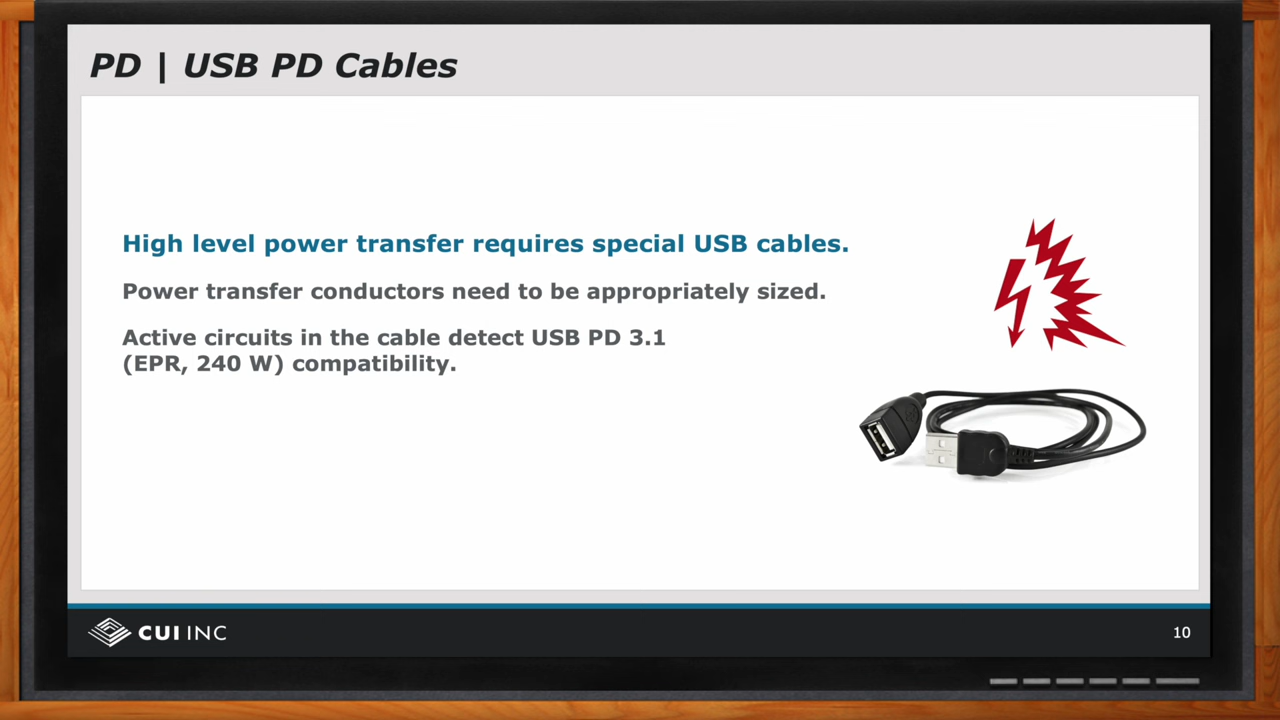 PD | USB PD Cables
High level power transfer requires special USB cables.
Power transfer conductors need to be appropriately sized.
Active circuits in the cable detect USB PD 3.1
(EPR, 240 W) compatibility.
CUI INC
10